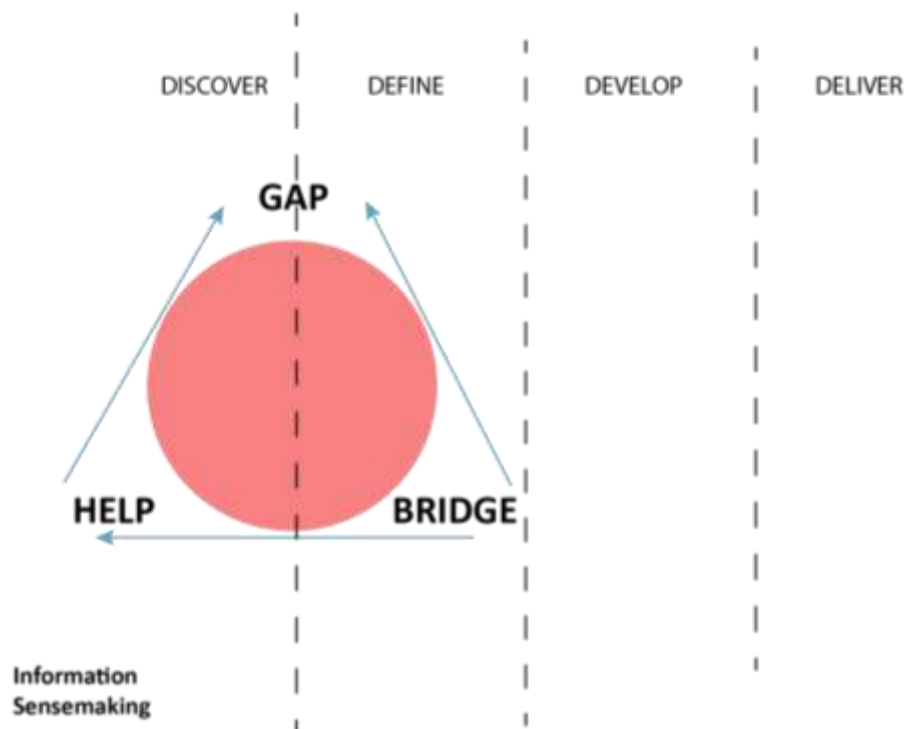 DISCOVER DEFINE DEVELOP DELIVER
GAP
HELP BRIDGE
Information
Sensemaking